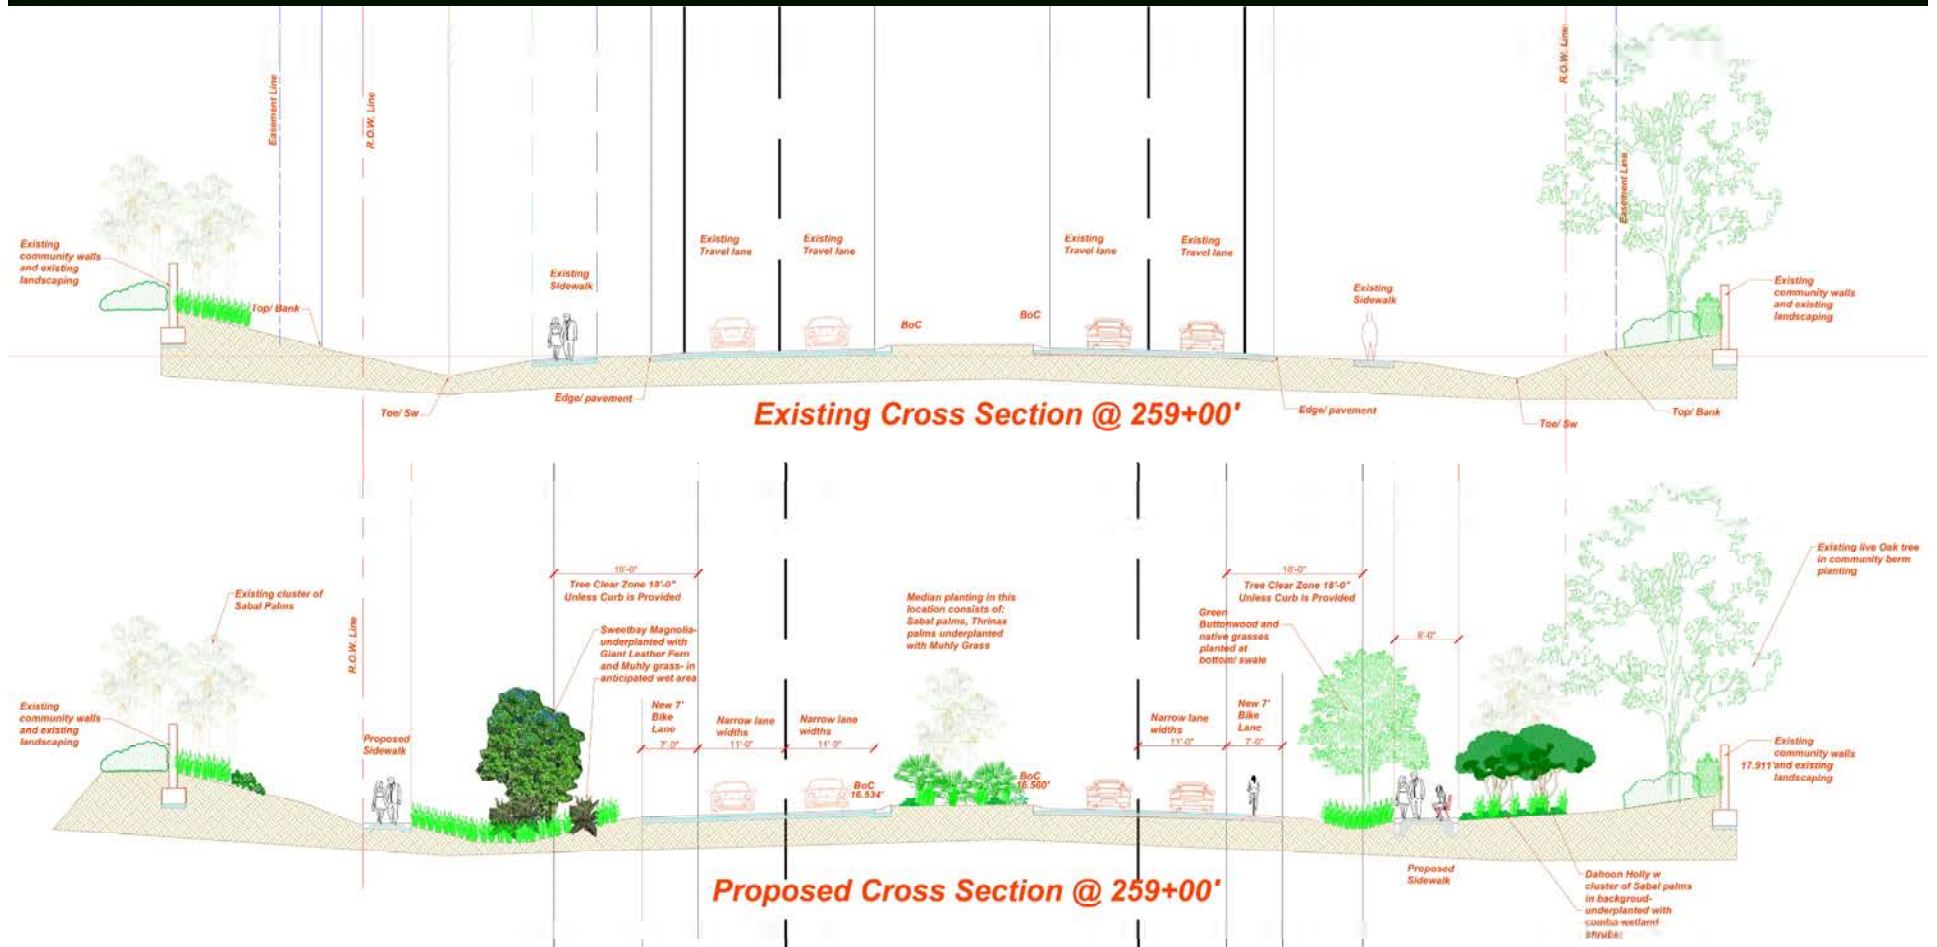 Easement Line
R.O.W. Line
R.O.W. Line
Easement Line
Existing
community walls
and existing
landscaping
Top/ Bank
Existing
Sidewalk
Existing
Travel lane
Existing
Travel lane
BoC
BoC
Existing
Travel lane
Existing
Travel lane
Existing
Sidewalk
Existing
community walls
and existing
landscaping
Toe/ Sw
Edge/ pavement
Existing Cross Section @ 259+00'
Edge/ pavement
Toe/ Sw
Top/ Bank
Existing cluster of
Sabal Palms
R.O.W. Line
18'-0"
Tree Clear Zone 18'-0"
Unless Curb is Provided
Sweetbay Magnolia-
underplanted with
Giant Leather Fern
and Muhly grass- in
anticipated wet area
Median planting in this
location consists of:
Sabal palms, Thrinax
palms underplanted
with Muhly Grass
18'-0"
Tree Clear Zone 18'-0"
Unless Curb is Provided
Green
Buttonwood and
native grasses
planted at
bottom/ swale
Existing live Oak tree
in community berm
planting
Existing
community walls
and existing
landscaping
Proposed
Sidewalk
New 7'
Bike
Lane
7'-0"
Narrow lane
widths
11'-0"
Narrow lane
widths
11'-0"
BoC
16.534'
BoC
16.560'
Narrow lane
widths
11'-0"
New 7'
Bike
Lane
7'-0"
Existing
community walls
17.911' and existing
landscaping
Proposed Cross Section @ 259+00'
Proposed
Sidewalk
Dahoon Holly w
cluster of Sabal palms
in backgroud-
underplanted with
combo wetland
shrubs